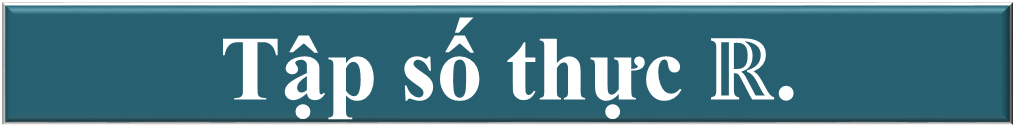 Tập số thực ℝ.